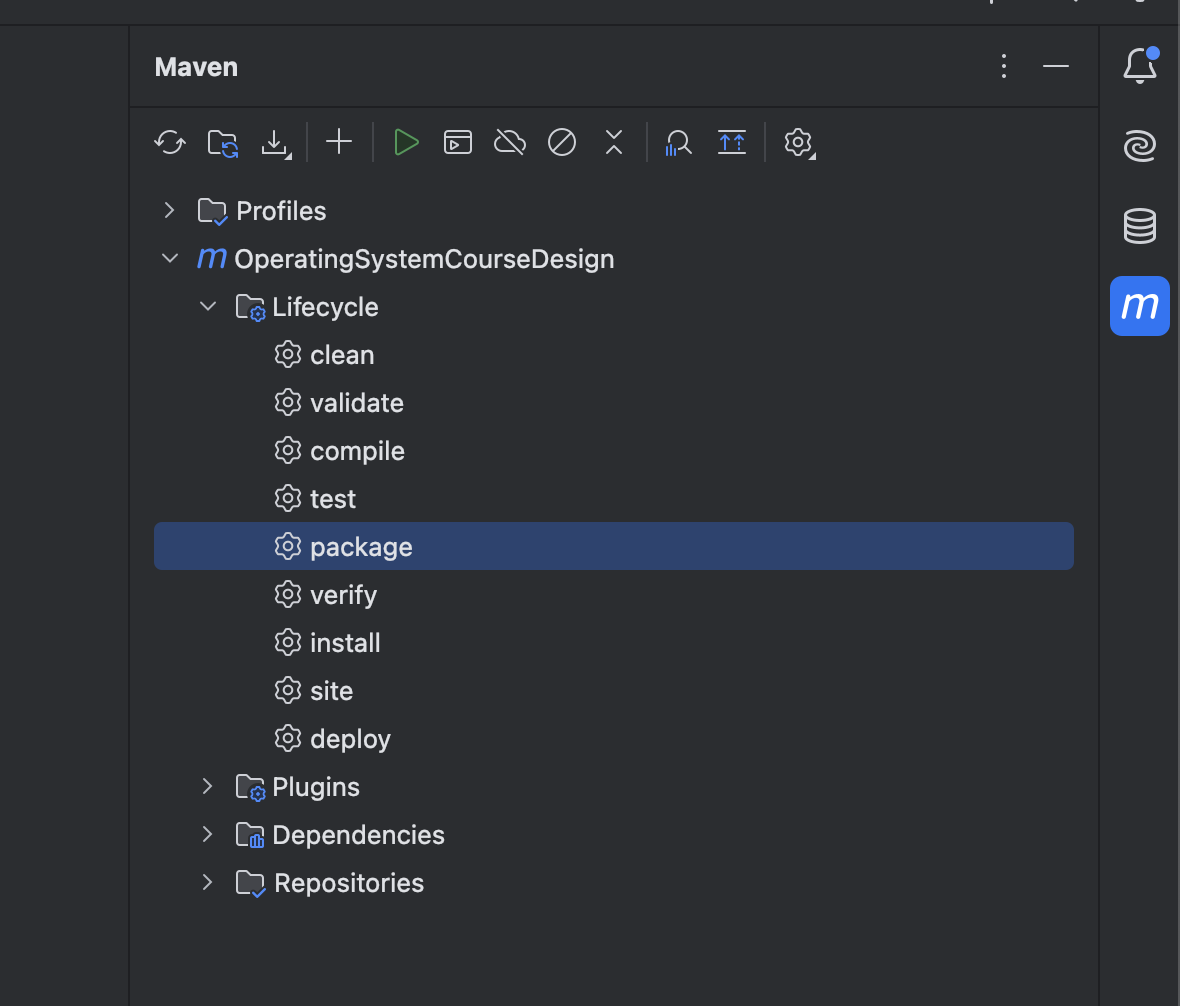 Maven
Profiles
m OperatingSystemCourseDesign
Lifecycle
clean
validate
compile
test
package
verify
install
site
deploy
Plugins
Dependencies
Repositories
m